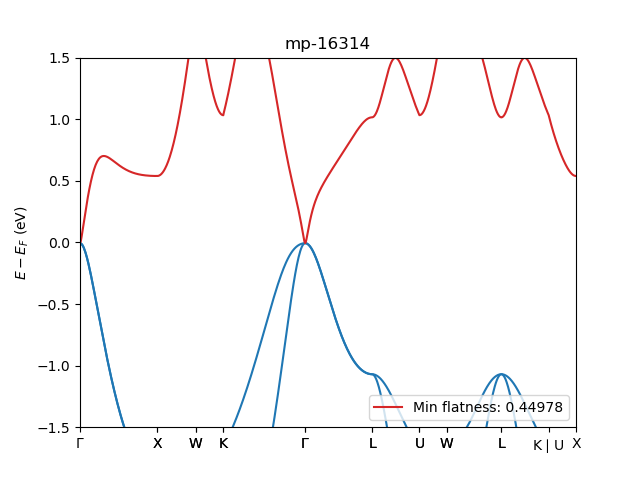 mp-16314
E − E_F (eV)
1.5
1.0
0.5
0.0
−0.5
−1.0
−1.5
Min flatness: 0.44978
Γ X W K Γ L U W L K | U X